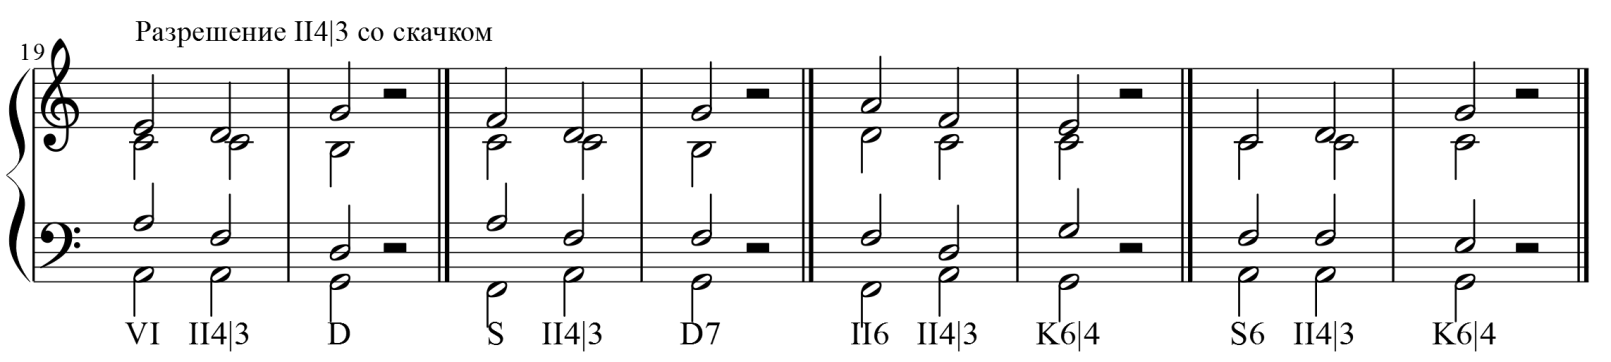 Разрешение II4|3 со скачком
19
VI II4|3 D S II4|3 D7 II6 II4|3 K6|4 S6 II4|3 K6|4